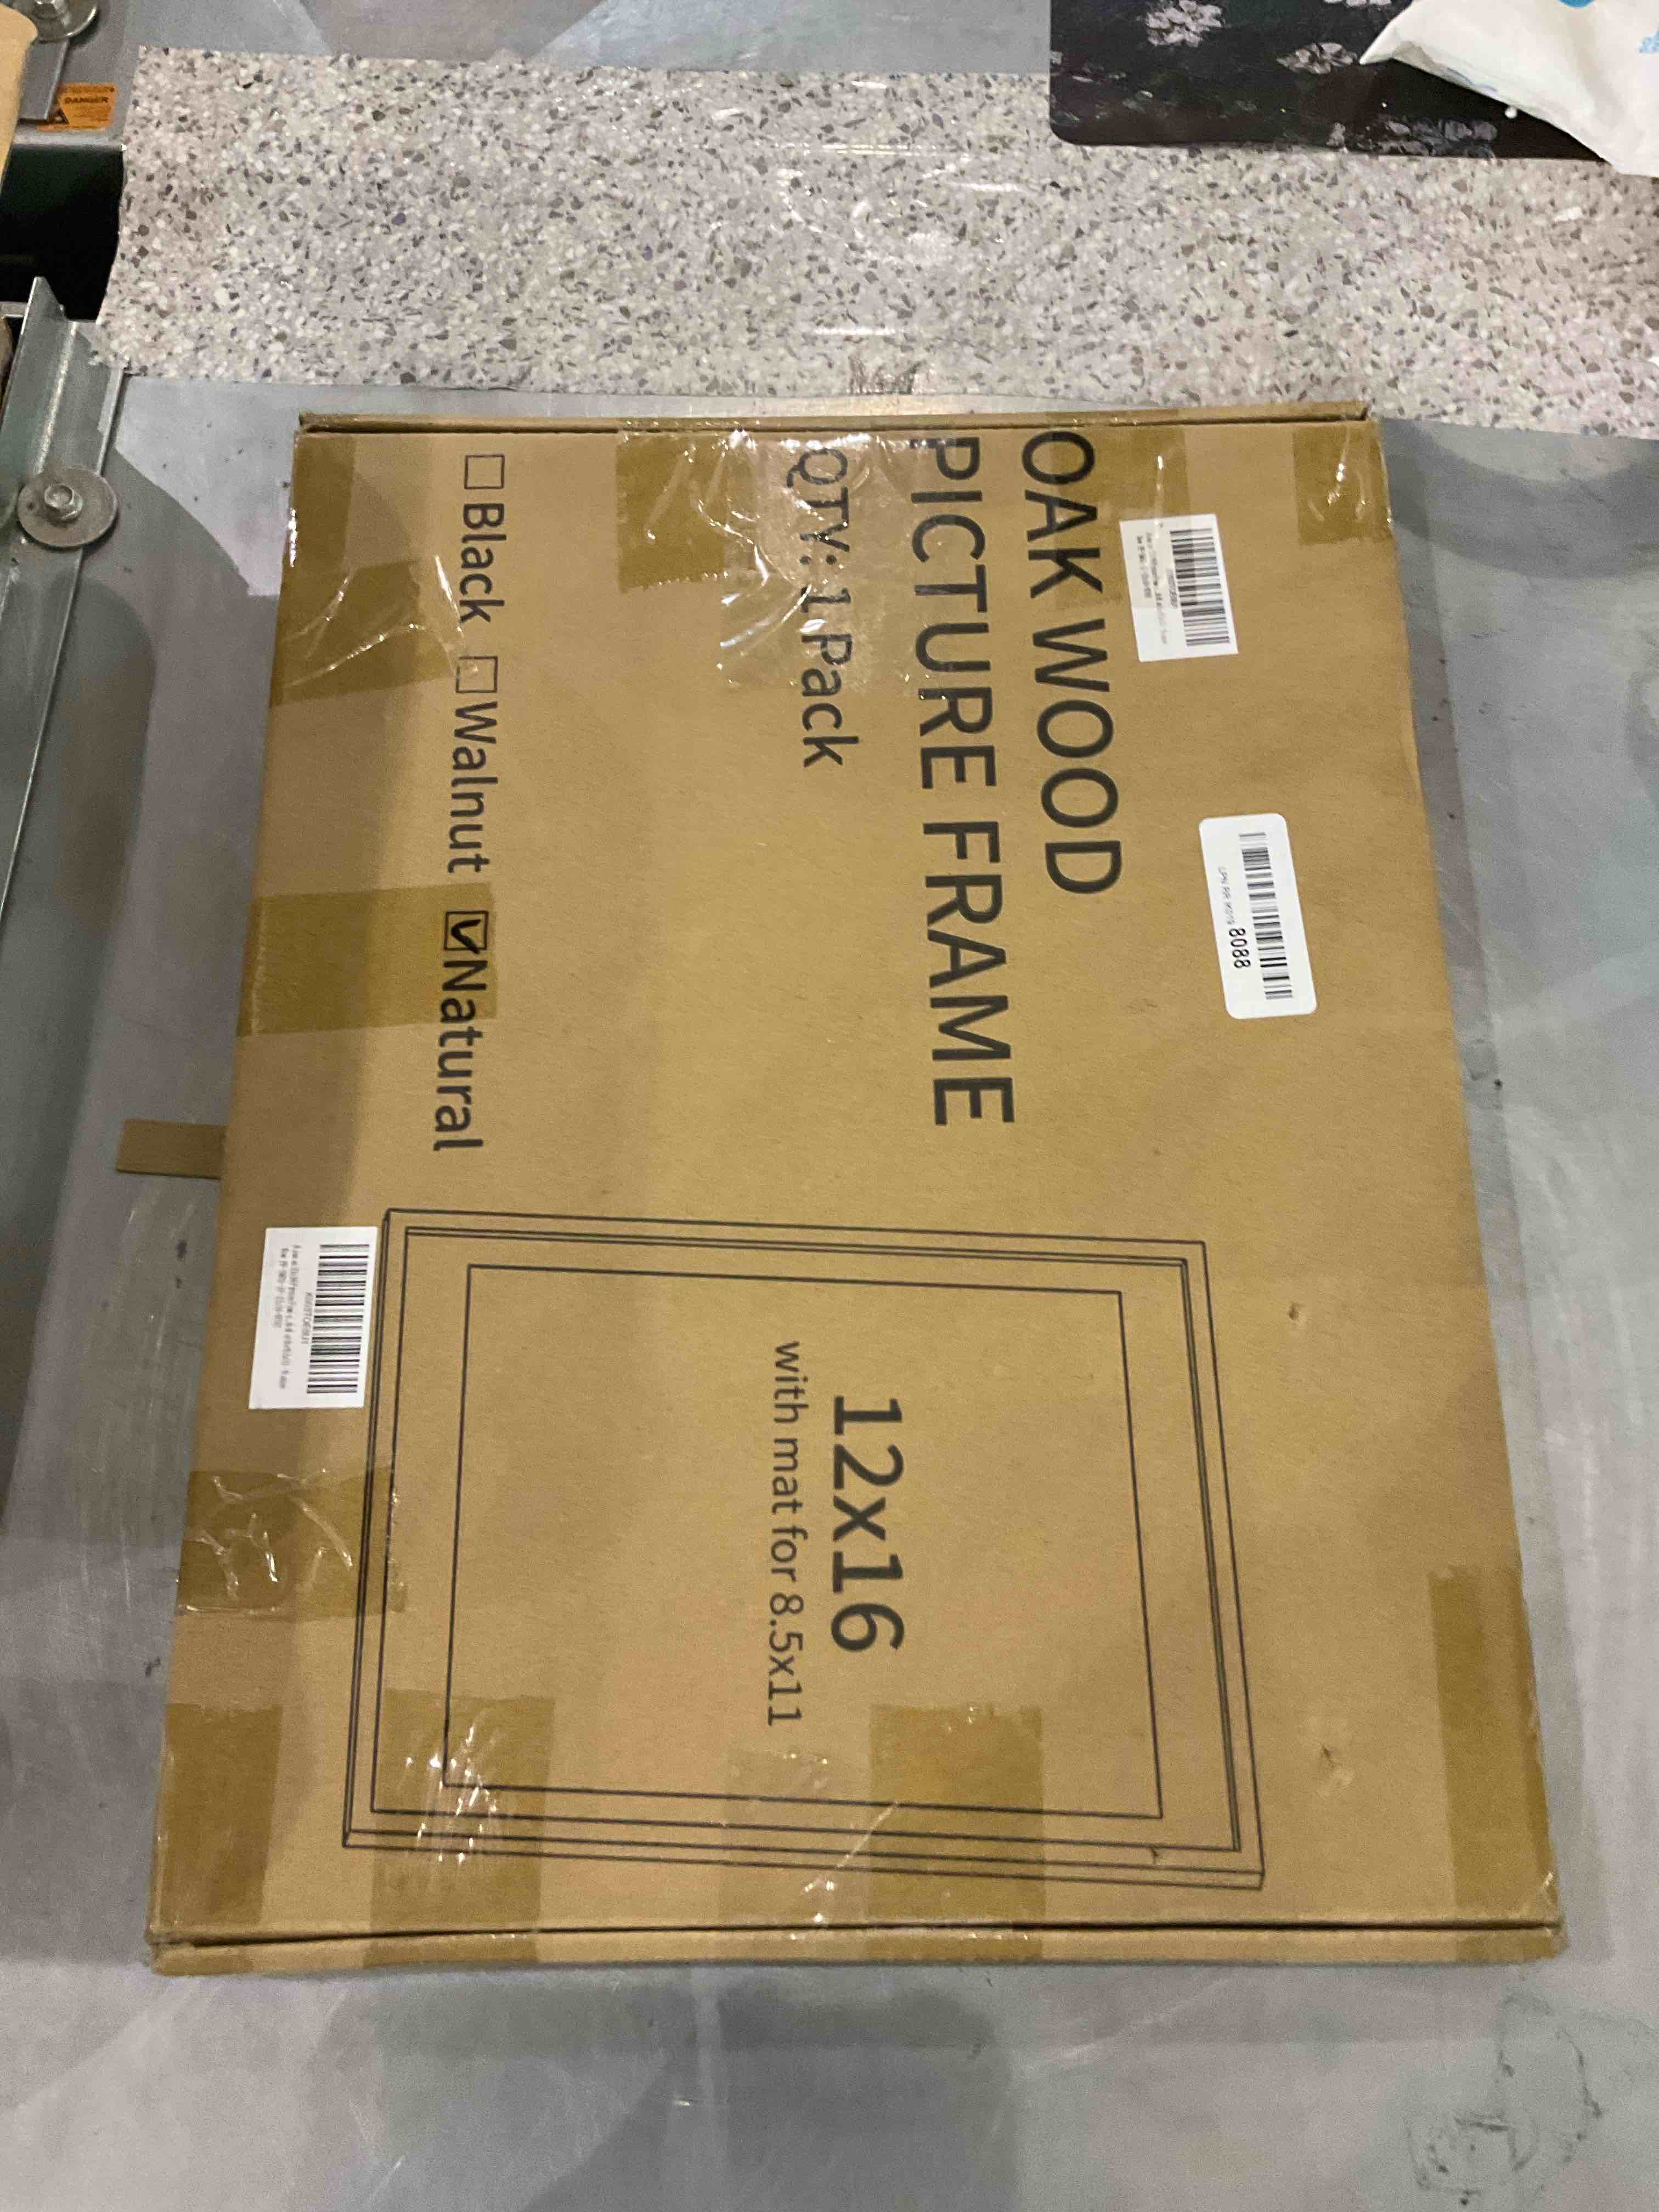 OAK WOOD
PICTURE FRAME
QTY: 1 Pack
☐Black ☐Walnut ☑Natural
12x16
with mat for 8.5x11
8088
DANGER